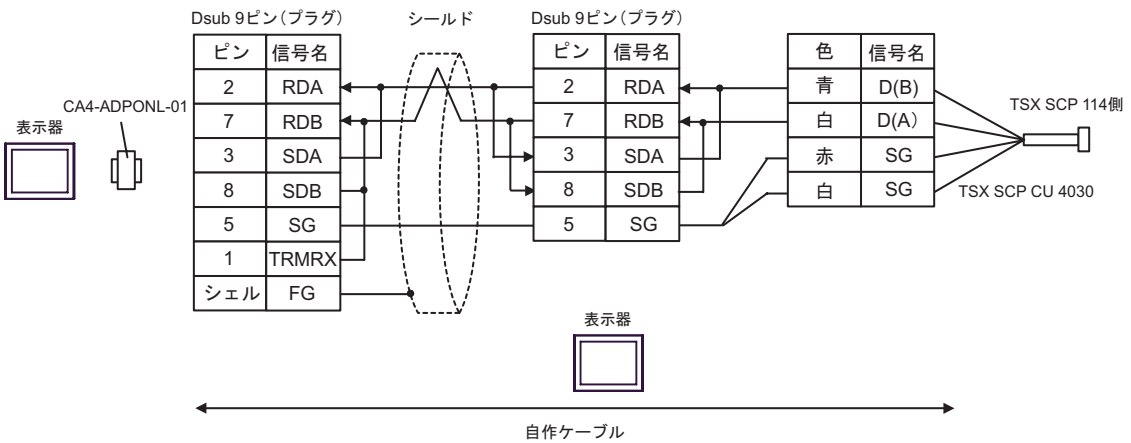 Dsub 9ピン（プラグ）
シールド
Dsub 9ピン（プラグ）
ピン 信号名
2 RDA
7 RDB
3 SDA
8 SDB
5 SG
1 TRMRX
シェル FG
ピン 信号名
2 RDA
7 RDB
3 SDA
8 SDB
5 SG
色 信号名
青 D(B)
白 D(A）
赤 SG
白 SG
CA4-ADPONL-01
表示器
TSX SCP 114側
TSX SCP CU 4030
表示器
自作ケーブル